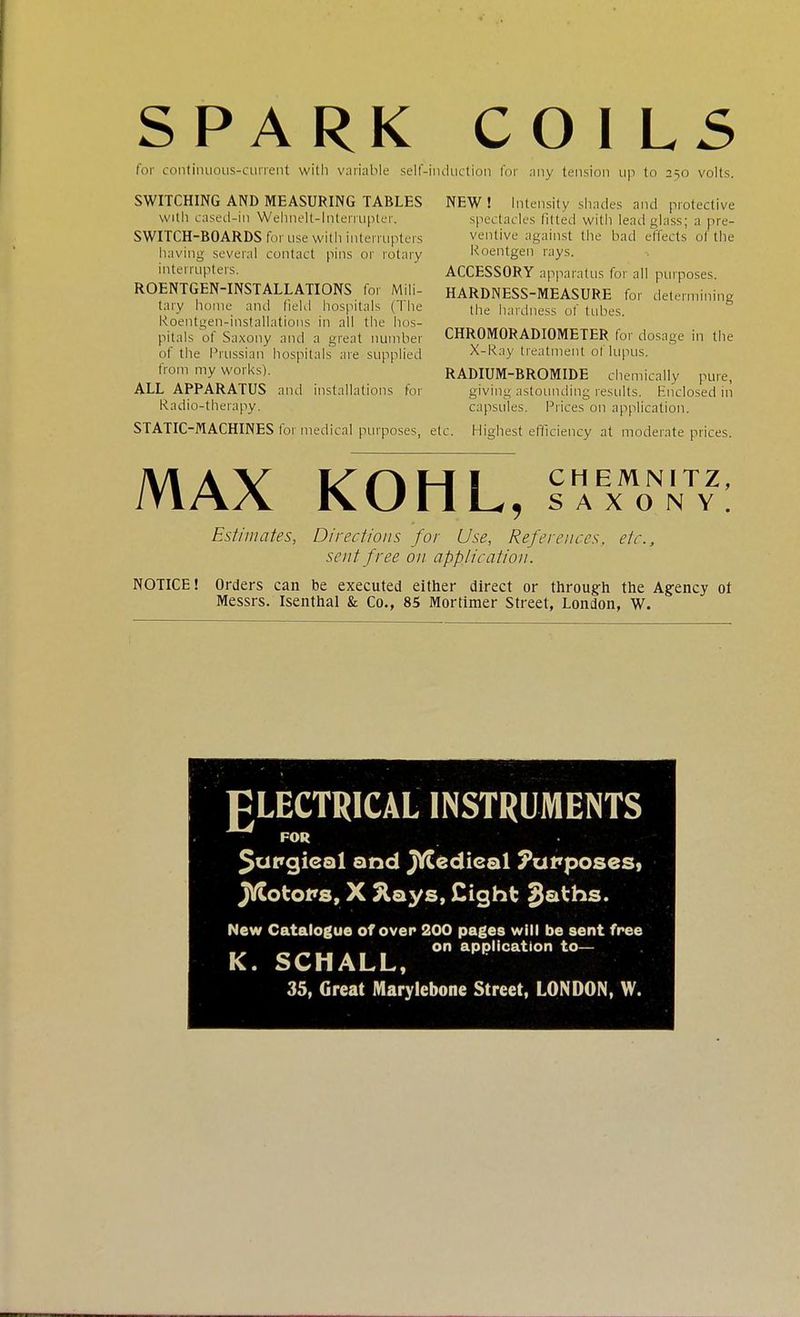 SPARK COILS
for continuous-current with variable self-induction for any tension up to 250 volts.
SWITCHING AND MEASURING TABLES
with cased-in Wehnelt-Interrupter.
SWITCH-BOARDS for use with interrupters
having several contact pins or rotary
interrupters.
ROENTGEN-INSTALLATIONS for Mili-
tary home and field hospitals (The
Roentgen-installations in all the hos-
pitals of Saxony and a great number
of the Prussian hospitals are supplied
from my works).
ALL APPARATUS and installations for
Radio-therapy.
NEW! Intensity shades and protective
spectacles fitted with lead glass; a pre-
ventive against the bad effects of the
Roentgen rays.
ACCESSORY apparatus for all purposes.
HARDNESS-MEASURE for determining
the hardness of tubes.
CHROMORADIOMETER for dosage in the
X-Ray treatment of lupus.
RADIUM-BROMIDE chemically pure,
giving astounding results. Enclosed in
capsules. Prices on application.
STATIC-MACHINES for medical purposes, etc. Highest efficiency at moderate prices.
MAX KOHL, CHEMNITZ,
SAXONY.
Estimates, Directions for Use, References, etc.,
sent free on application.
NOTICE! Orders can be executed either direct or through the Agency of
Messrs. Isenthal & Co., 85 Mortimer Street, London, W.
ELECTRICAL INSTRUMENTS
FOR
Surgical and Medical Purposes,
Motors, X Rays, Light Baths.
New Catalogue of over 200 pages will be sent free
on application to—
K. SCHALL,
35, Great Marylebone Street, LONDON, W.